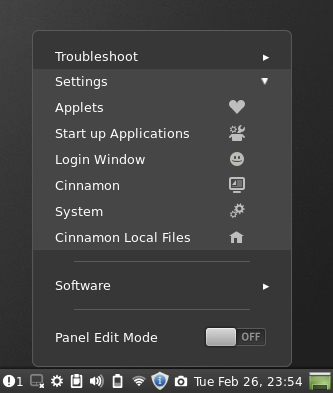 Troubleshoot
Settings
Applets
Start up Applications
Login Window
Cinnamon
System
Cinnamon Local Files
Software
Panel Edit Mode OFF
1 Tue Feb 26, 23:54